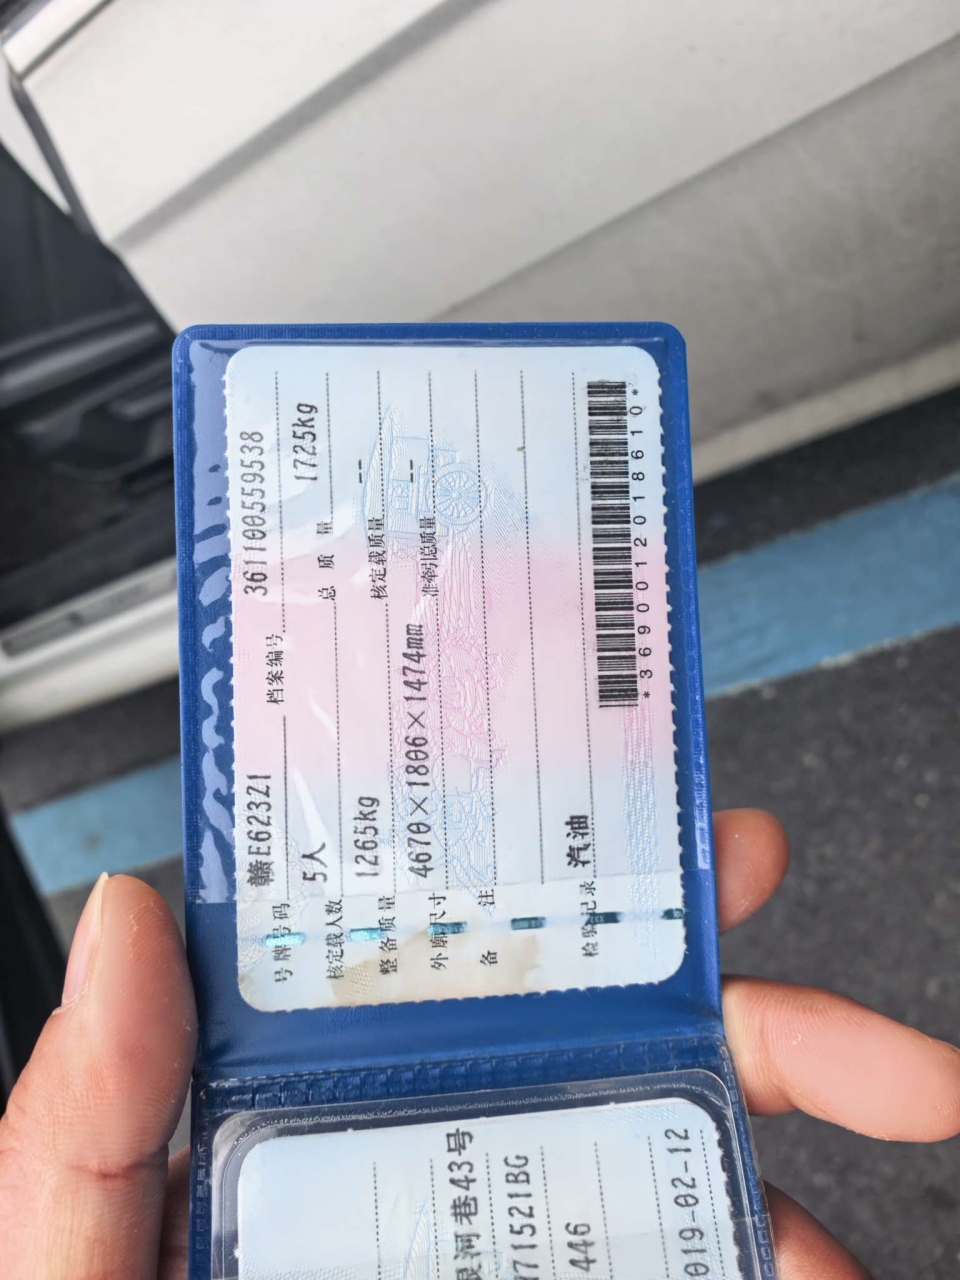 号牌号码 赣E623Z1 档案编号 361100559538
核定载人数 5人 总质量 1725kg
整备质量 1265kg 核定载质量 --
外廓尺寸 4670×1806×1474mm 准牵引总质量 --
备注
检验记录 汽油
*3690012018610*
河巷43号
71521BG
446
019-02-12